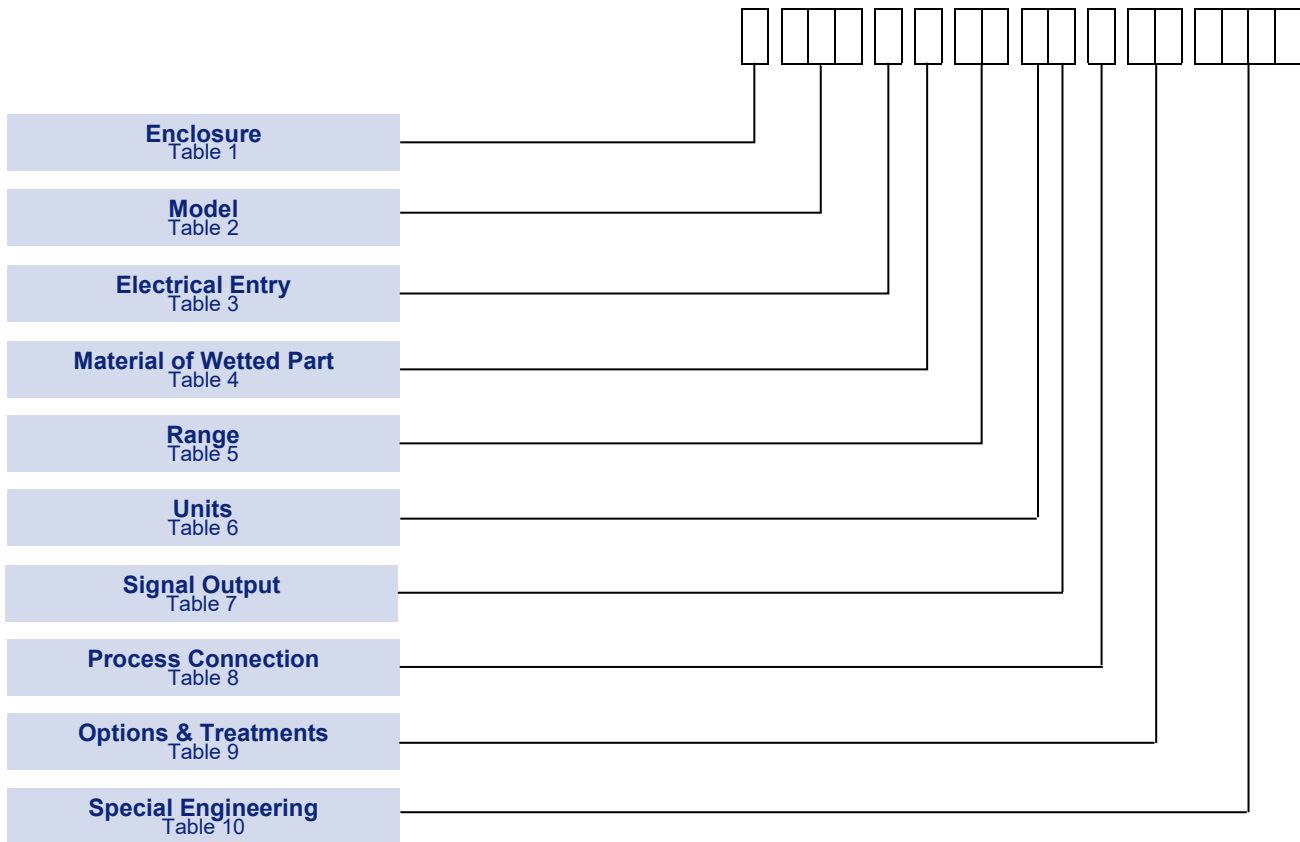 Enclosure
Table 1
Model
Table 2
Electrical Entry
Table 3
Material of Wetted Part
Table 4
Range
Table 5
Units
Table 6
Signal Output
Table 7
Process Connection
Table 8
Options & Treatments
Table 9
Special Engineering
Table 10